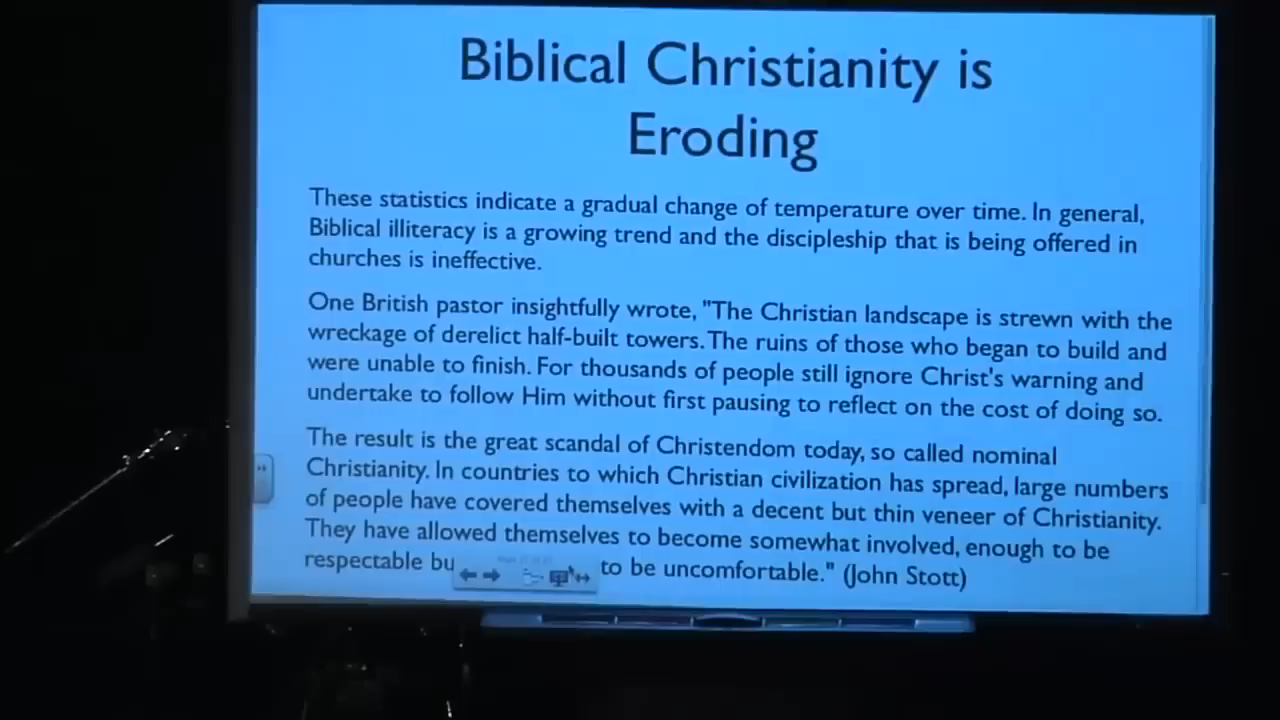 Biblical Christianity is
Eroding
These statistics indicate a gradual change of temperature over time. In general,
Biblical illiteracy is a growing trend and the discipleship that is being offered in
churches is ineffective.
One British pastor insightfully wrote, "The Christian landscape is strewn with the
wreckage of derelict half-built towers. The ruins of those who began to build and
were unable to finish. For thousands of people still ignore Christ's warning and
undertake to follow Him without first pausing to reflect on the cost of doing so.
The result is the great scandal of Christendom today, so called nominal
Christianity. In countries to which Christian civilization has spread, large numbers
of people have covered themselves with a decent but thin veneer of Christianity.
They have allowed themselves to become somewhat involved, enough to be
respectable bu to be uncomfortable." (John Stott)